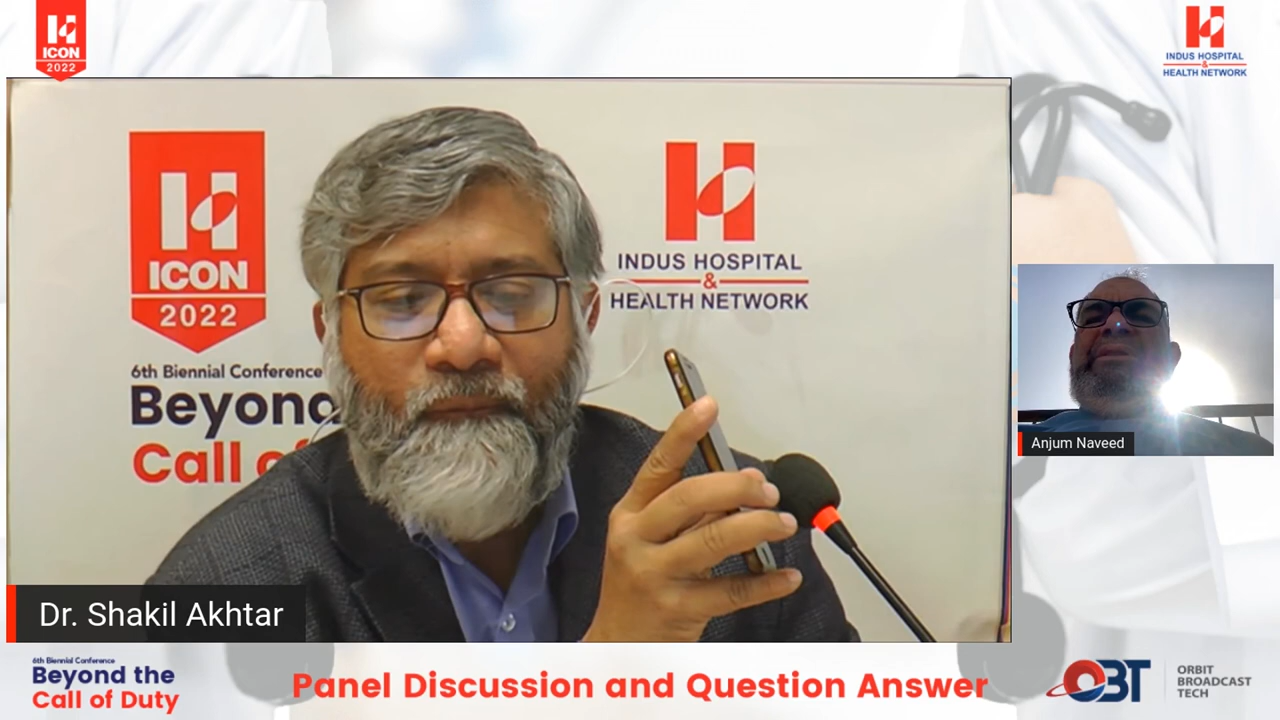 ICON
2022
INDUS HOSPITAL
&
HEALTH NETWORK
ICON
2022
6th Biennial Conference
Beyond
Call o
INDUS HOSPITAL
&
HEALTH NETWORK
Anjum Naveed
Dr. Shakil Akhtar
6th Biennial Conference
Beyond the
Call of Duty
Panel Discussion and Question Answer
OBT
ORBIT
BROADCAST
TECH